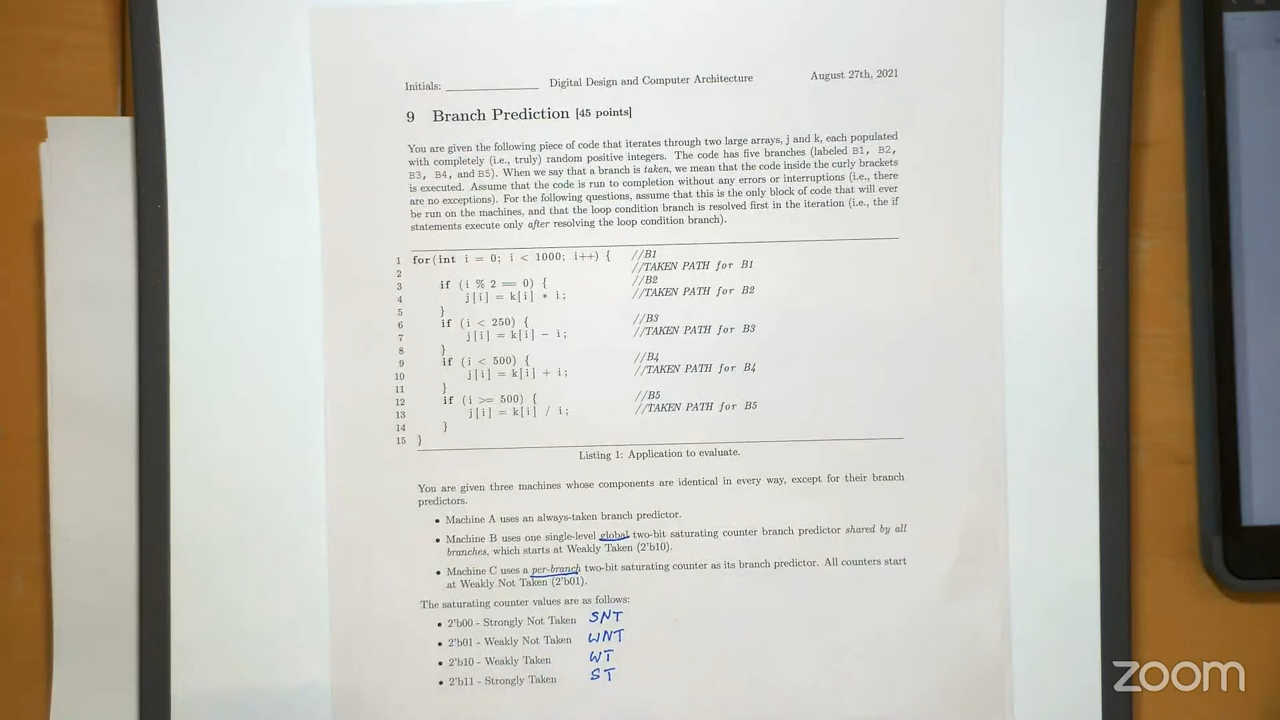 Initials: ____________ Digital Design and Computer Architecture August 27th, 2021
9 Branch Prediction [45 points]
You are given the following piece of code that iterates through two large arrays, j and k, each populated
with completely (i.e., truly) random positive integers. The code has five branches (labeled B1, B2,
B3, B4, and B5). When we say that a branch is taken, we mean that the code inside the curly brackets
is executed. Assume that the code is run to completion without any errors or interruptions (i.e., there
are no exceptions). For the following questions, assume that this is the only block of code that will ever
be run on the machines, and that the loop condition branch is resolved first in the iteration (i.e., the if
statements execute only after resolving the loop condition branch).
1 for(int i = 0; i < 1000; i++) { //B1
2 //TAKEN PATH for B1
3 if (i % 2 == 0) { //B2
4 j[i] = k[i] * i; //TAKEN PATH for B2
5 }
6 if (i < 250) { //B3
7 j[i] = k[i] - i; //TAKEN PATH for B3
8 }
9 if (i < 500) { //B4
10 j[i] = k[i] + i; //TAKEN PATH for B4
11 }
12 if (i >= 500) { //B5
13 j[i] = k[i] / i; //TAKEN PATH for B5
14 }
15 }
Listing 1: Application to evaluate.
You are given three machines whose components are identical in every way, except for their branch
predictors.
• Machine A uses an always-taken branch predictor.
• Machine B uses one single-level global two-bit saturating counter branch predictor shared by all
branches, which starts at Weakly Taken (2'b10).
• Machine C uses a per-branch two-bit saturating counter as its branch predictor. All counters start
at Weakly Not Taken (2'b01).
The saturating counter values are as follows:
• 2'b00 - Strongly Not Taken SNT
• 2'b01 - Weakly Not Taken WNT
• 2'b10 - Weakly Taken WT
• 2'b11 - Strongly Taken ST
zoom